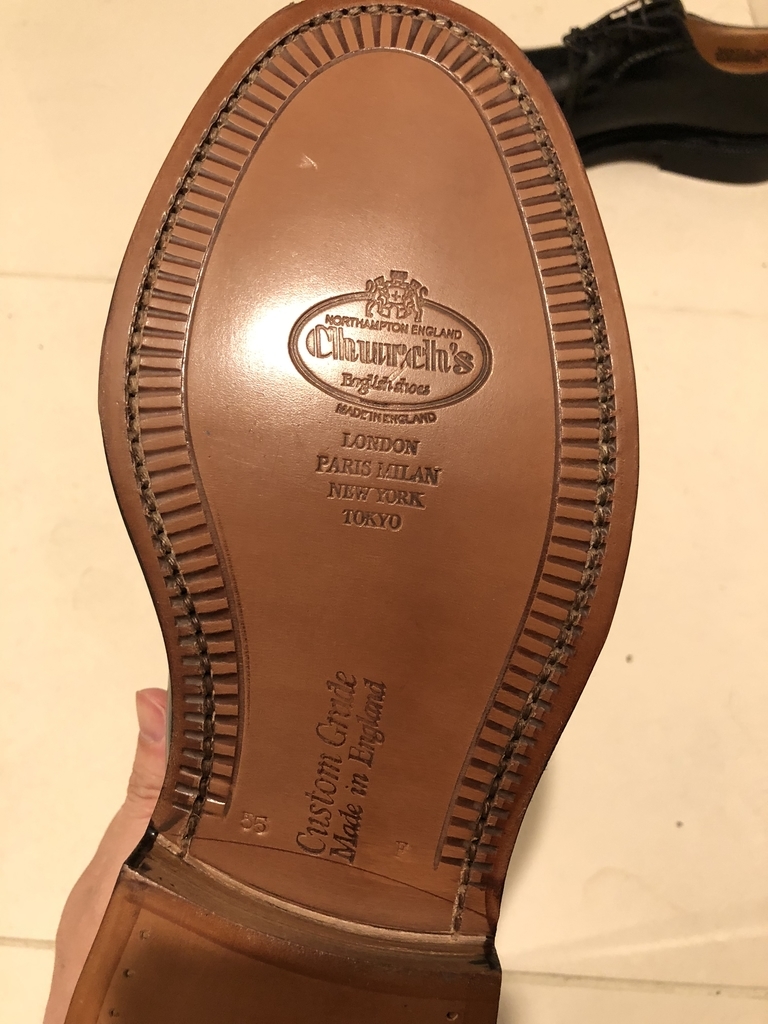 NORTHAMPTON ENGLAND
Church's
English shoes
MADE IN ENGLAND
LONDON
PARIS MILAN
NEW YORK
TOKYO
Custom Grade
Made in England
F